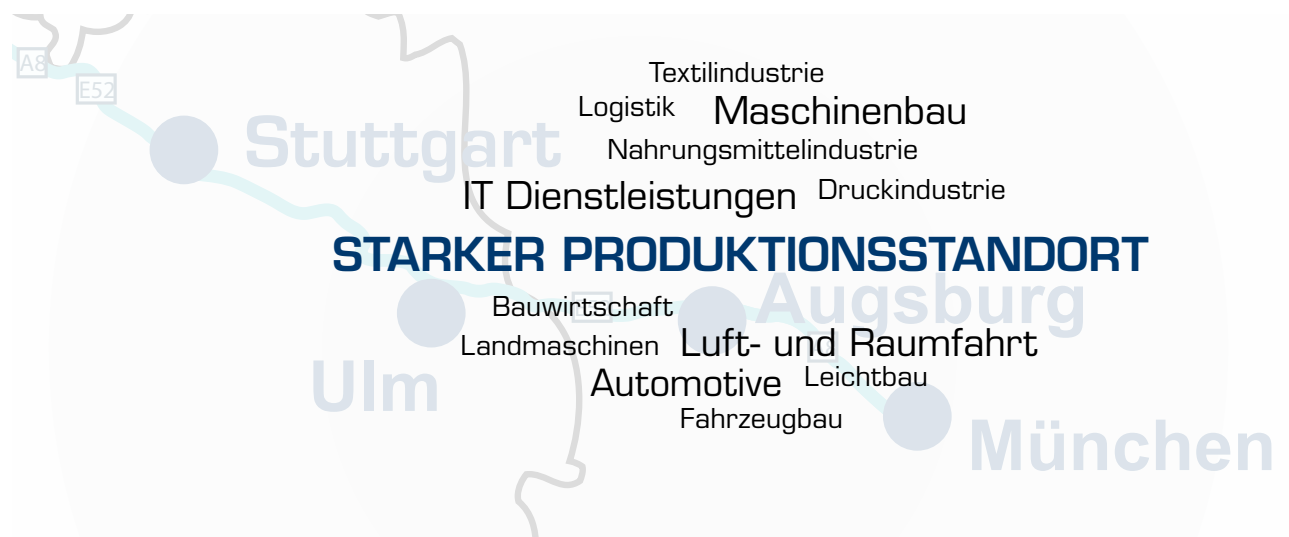 A8
E52
Textilindustrie
Logistik Maschinenbau
Stuttgart
Nahrungsmittelindustrie
IT Dienstleistungen Druckindustrie
STARKER PRODUKTIONSSTANDORT
Augsburg
Bauwirtschaft
Landmaschinen Luft- und Raumfahrt
Ulm
Automotive Leichtbau
Fahrzeugbau
München